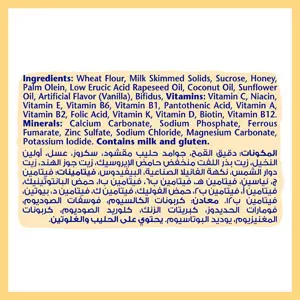 Ingredients: Wheat Flour, Milk Skimmed Solids, Sucrose, Honey,
Palm Olein, Low Erucic Acid Rapeseed Oil, Coconut Oil, Sunflower
Oil, Artificial Flavor (Vanilla), Bifidus, Vitamins: Vitamin C, Niacin,
Vitamin E, Vitamin B6, Vitamin B1, Pantothenic Acid, Vitamin A,
Vitamin B2, Folic Acid, Vitamin K, Vitamin D, Biotin, Vitamin B12.
Minerals: Calcium Carbonate, Sodium Phosphate, Ferrous
Fumarate, Zinc Sulfate, Sodium Chloride, Magnesium Carbonate,
Potassium Iodide. Contains milk and gluten.
المكونات: دقيق القمح، جوامد حليب مقشود، سكروز، عسل، أولين
النخيل، زيت بذر اللفت منخفض حامض الإيروسيك، زيت جوز الهند، زيت
دوار الشمس، نكهة الفانيلا الصناعية، البيفيدوس، فيتامينات: فيتامين
ج، نياسين، فيتامين هـ، فيتامين ب٦، فيتامين ب١، حمض البانتوثينيك،
فيتامين أ، فيتامين ب٢، حمض الفوليك، فيتامين ك، فيتامين د، بيوتين،
فيتامين ب١٢. معادن: كربونات الكالسيوم، فوسفات الصوديوم،
فومارات الحديدوز، كبريتات الزنك، كلوريد الصوديوم، كربونات
المغنيزيوم، يوديد البوتاسيوم. يحتوي على الحليب والغلوتين.